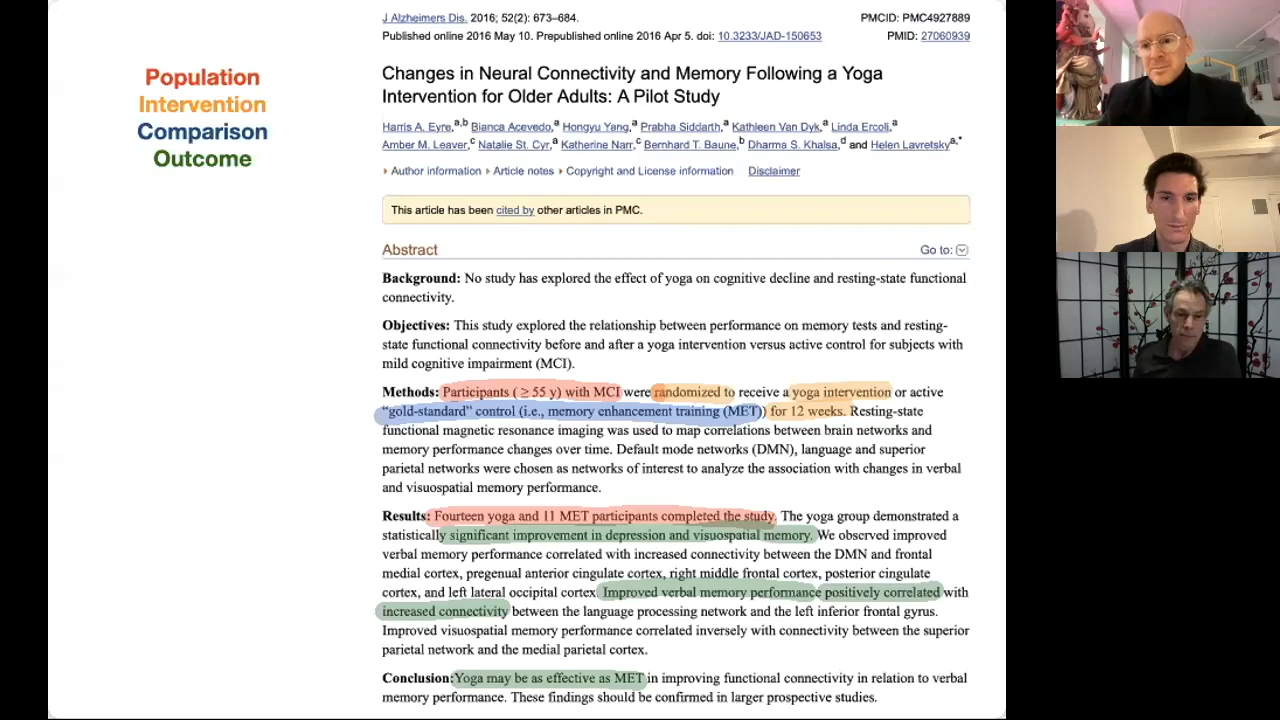 Population
Intervention
Comparison
Outcome
J Alzheimers Dis. 2016; 52(2): 673–684.
PMCID: PMC4927889
Published online 2016 May 10. Prepublished online 2016 Apr 5. doi: 10.3233/JAD-150653
PMID: 27060939
Changes in Neural Connectivity and Memory Following a Yoga
Intervention for Older Adults: A Pilot Study
Harris A. Eyre,a,b Bianca Acevedo,a Hongyu Yang,a Prabha Siddarth,a Kathleen Van Dyk,a Linda Ercoli,a
Amber M. Leaver,c Natalie St. Cyr,a Katherine Narr,c Bernhard T. Baune,b Dharma S. Khalsa,d and Helen Lavretskya,*
Author information Article notes Copyright and License information Disclaimer
This article has been cited by other articles in PMC.
Abstract
Go to:
Background: No study has explored the effect of yoga on cognitive decline and resting-state functional
connectivity.
Objectives: This study explored the relationship between performance on memory tests and resting-
state functional connectivity before and after a yoga intervention versus active control for subjects with
mild cognitive impairment (MCI).
Methods: Participants ( ≥ 55 y) with MCI were randomized to receive a yoga intervention or active
“gold-standard” control (i.e., memory enhancement training (MET)) for 12 weeks. Resting-state
functional magnetic resonance imaging was used to map correlations between brain networks and
memory performance changes over time. Default mode networks (DMN), language and superior
parietal networks were chosen as networks of interest to analyze the association with changes in verbal
and visuospatial memory performance.
Results: Fourteen yoga and 11 MET participants completed the study. The yoga group demonstrated a
statistically significant improvement in depression and visuospatial memory. We observed improved
verbal memory performance correlated with increased connectivity between the DMN and frontal
medial cortex, pregenual anterior cingulate cortex, right middle frontal cortex, posterior cingulate
cortex, and left lateral occipital cortex. Improved verbal memory performance positively correlated with
increased connectivity between the language processing network and the left inferior frontal gyrus.
Improved visuospatial memory performance correlated inversely with connectivity between the superior
parietal network and the medial parietal cortex.
Conclusion: Yoga may be as effective as MET in improving functional connectivity in relation to verbal
memory performance. These findings should be confirmed in larger prospective studies.